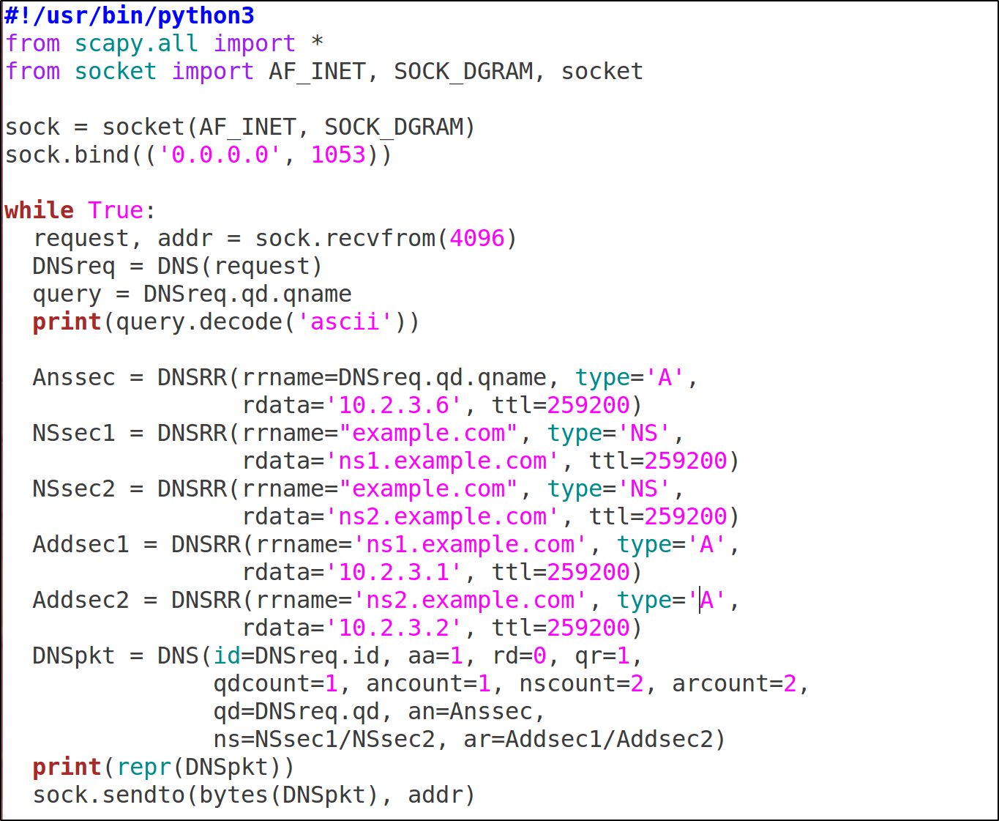 #!/usr/bin/python3
from scapy.all import *
from socket import AF_INET, SOCK_DGRAM, socket

sock = socket(AF_INET, SOCK_DGRAM)
sock.bind(('0.0.0.0', 1053))

while True:
  request, addr = sock.recvfrom(4096)
  DNSreq = DNS(request)
  query = DNSreq.qd.qname
  print(query.decode('ascii'))

  Anssec = DNSRR(rrname=DNSreq.qd.qname, type='A',
                 rdata='10.2.3.6', ttl=259200)
  NSsec1 = DNSRR(rrname="example.com", type='NS',
                 rdata='ns1.example.com', ttl=259200)
  NSsec2 = DNSRR(rrname="example.com", type='NS',
                 rdata='ns2.example.com', ttl=259200)
  Addsec1 = DNSRR(rrname='ns1.example.com', type='A',
                 rdata='10.2.3.1', ttl=259200)
  Addsec2 = DNSRR(rrname='ns2.example.com', type='A',
                 rdata='10.2.3.2', ttl=259200)
  DNSpkt = DNS(id=DNSreq.id, aa=1, rd=0, qr=1,
               qdcount=1, ancount=1, nscount=2, arcount=2,
               qd=DNSreq.qd, an=Anssec,
               ns=NSsec1/NSsec2, ar=Addsec1/Addsec2)
  print(repr(DNSpkt))
  sock.sendto(bytes(DNSpkt), addr)